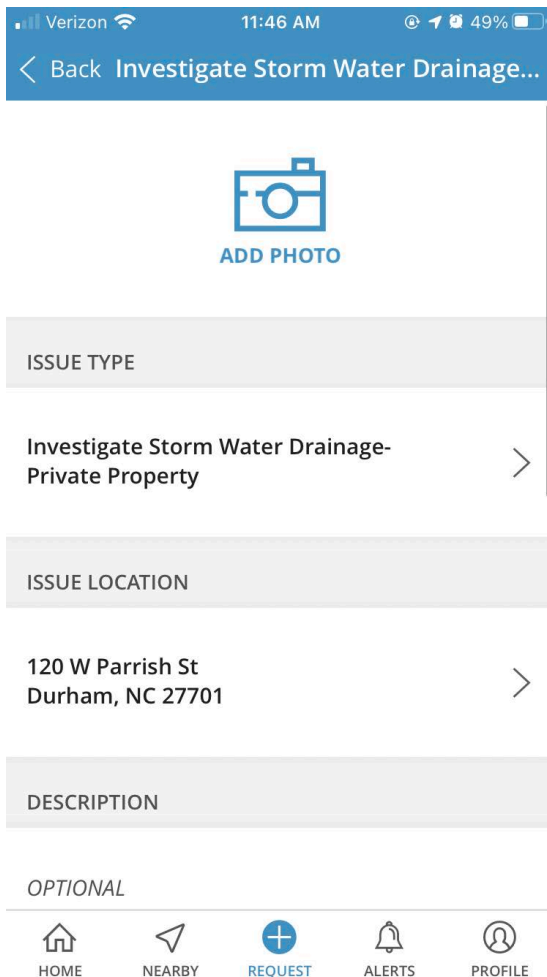 Verizon 11:46 AM 49%
Back Investigate Storm Water Drainage...
ADD PHOTO
ISSUE TYPE
Investigate Storm Water Drainage-
Private Property
ISSUE LOCATION
120 W Parrish St
Durham, NC 27701
DESCRIPTION
OPTIONAL
HOME NEARBY REQUEST ALERTS PROFILE